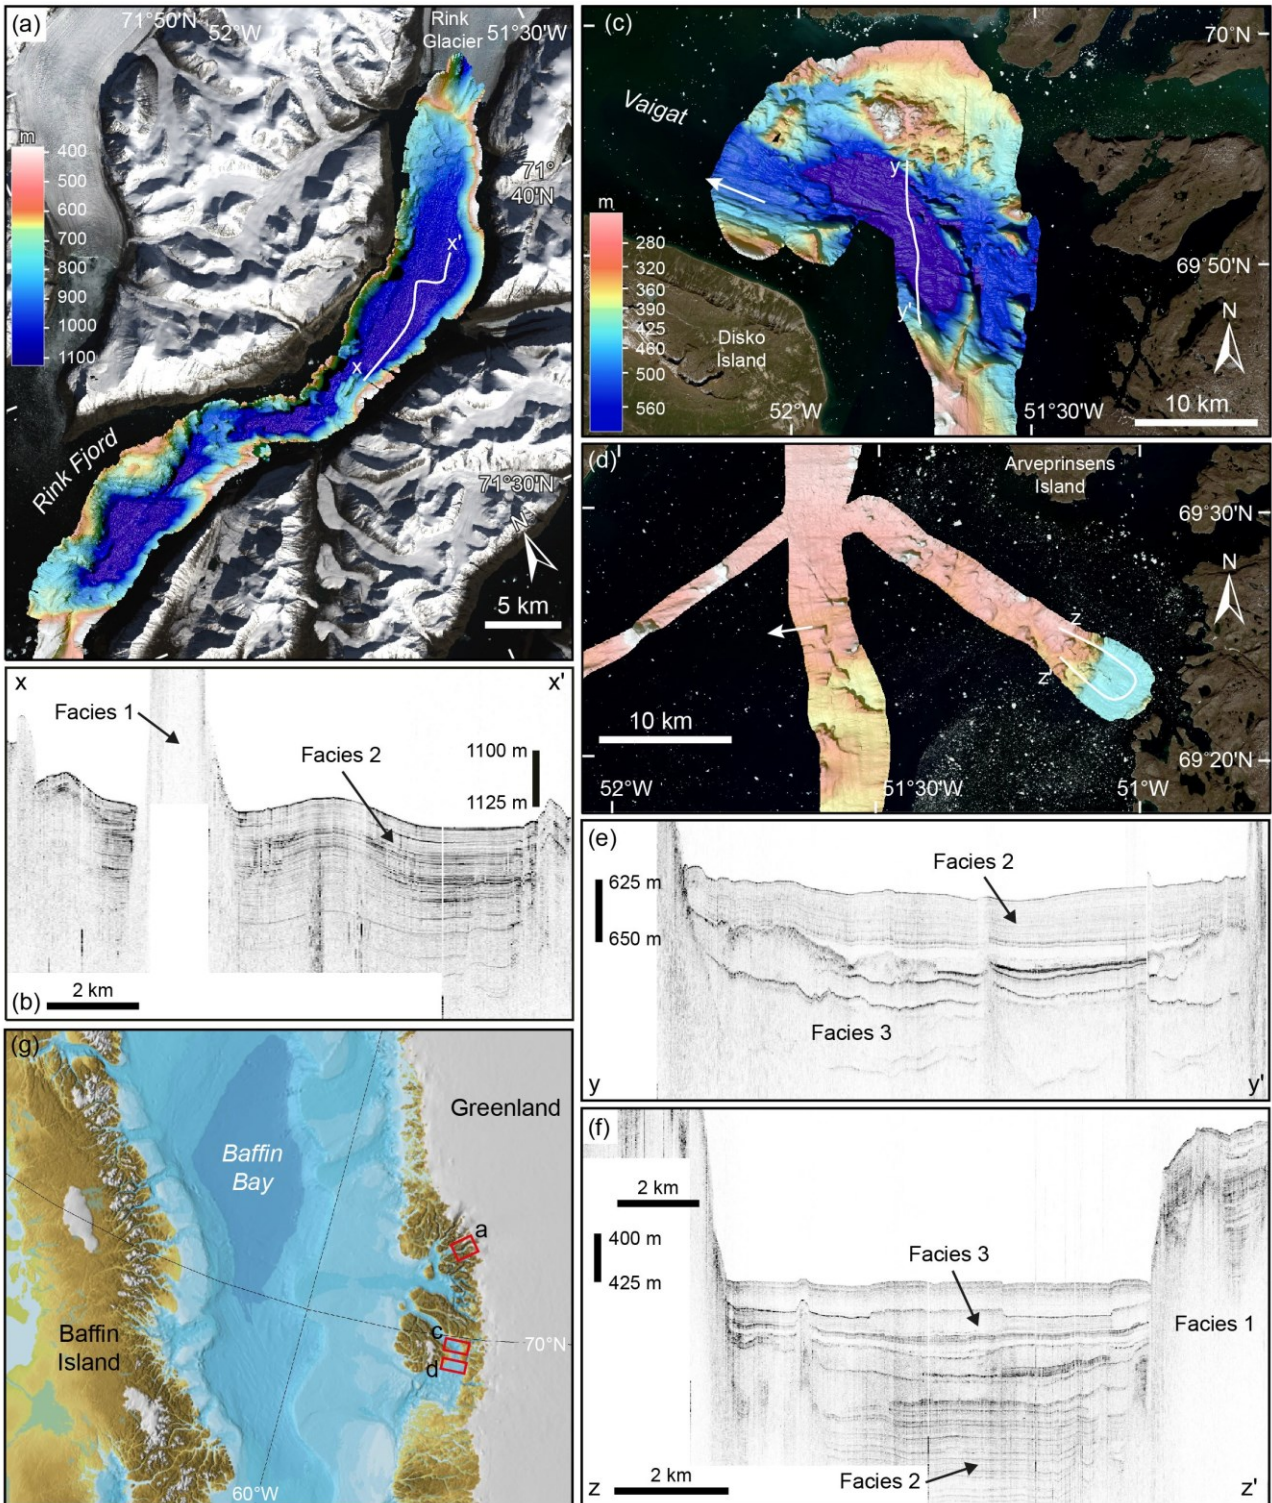 (a)
71°50'N
52°W
Rink
Glacier
51°30'W
m
400
500
600
700
800
900
1000
1100
71°
40'N
x'
x
Rink Fjord
71°30'N
N
5 km
(c)
70°N
Vaigat
y
m
280
320
360
390
425
460
500
560
69°50'N
y'
N
Disko
Island
52°W
51°30'W
10 km
(d)
Arveprinsens
Island
69°30'N
N
z
z'
10 km
69°20'N
52°W
51°30'W
51°W
x
x'
Facies 1
Facies 2
1100 m
1125 m
(b)
2 km
(e)
Facies 2
625 m
650 m
Facies 3
y
y'
(g)
Greenland
Baffin
Bay
a
Baffin
Island
c
d
70°N
60°W
(f)
2 km
400 m
425 m
Facies 3
Facies 1
Facies 2
z
2 km
z'